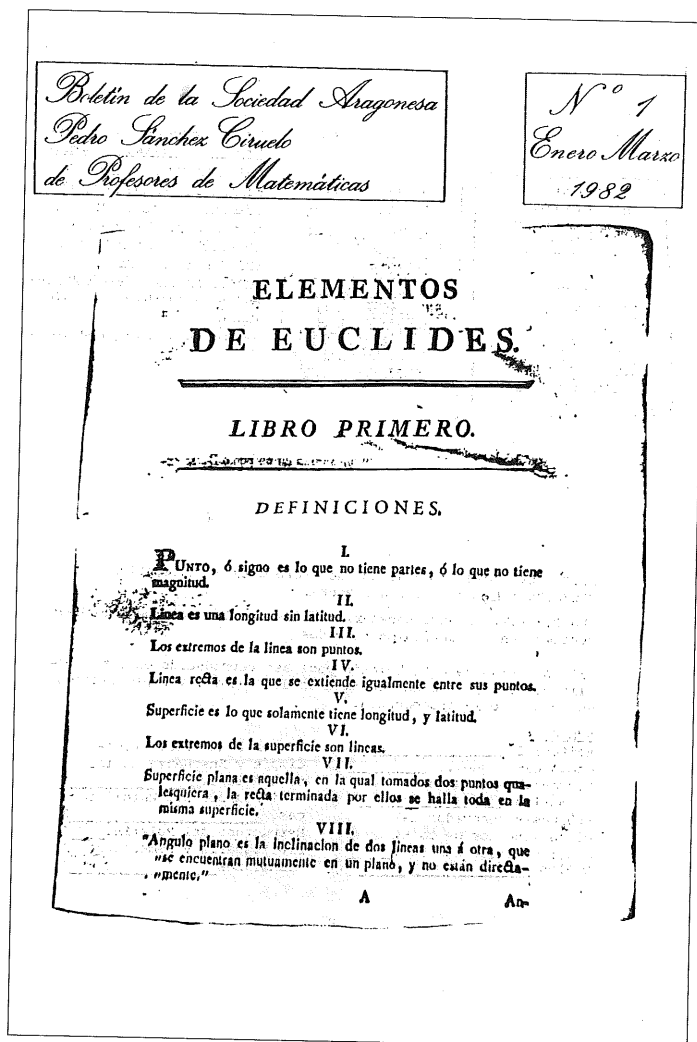 Boletín de la Sociedad Aragonesa
Pedro Sánchez Ciruelo
de Profesores de Matemáticas
Nº 1
Enero Marzo
1982
ELEMENTOS
DE EUCLIDES.
LIBRO PRIMERO.
DEFINICIONES.
I.
PUNTO, ó signo es lo que no tiene partes, ó lo que no tiene
magnitud.
II.
Linea es una longitud sin latitud.
III.
Los extremos de la linea son puntos.
IV.
Linea recta es la que se extiende igualmente entre sus puntos.
V.
Superficie es lo que solamente tiene longitud, y latitud.
VI.
Los extremos de la superficie son lineas.
VII.
Superficie plana es aquella, en la qual tomados dos puntos qua-
lesquiera, la recta terminada por ellos se halla toda en la
misma superficie.
VIII.
"Angulo plano es la inclinacion de dos lineas una á otra, que
"se encuentran mutuamente en un plano, y no están directa-
"mente."
A An-